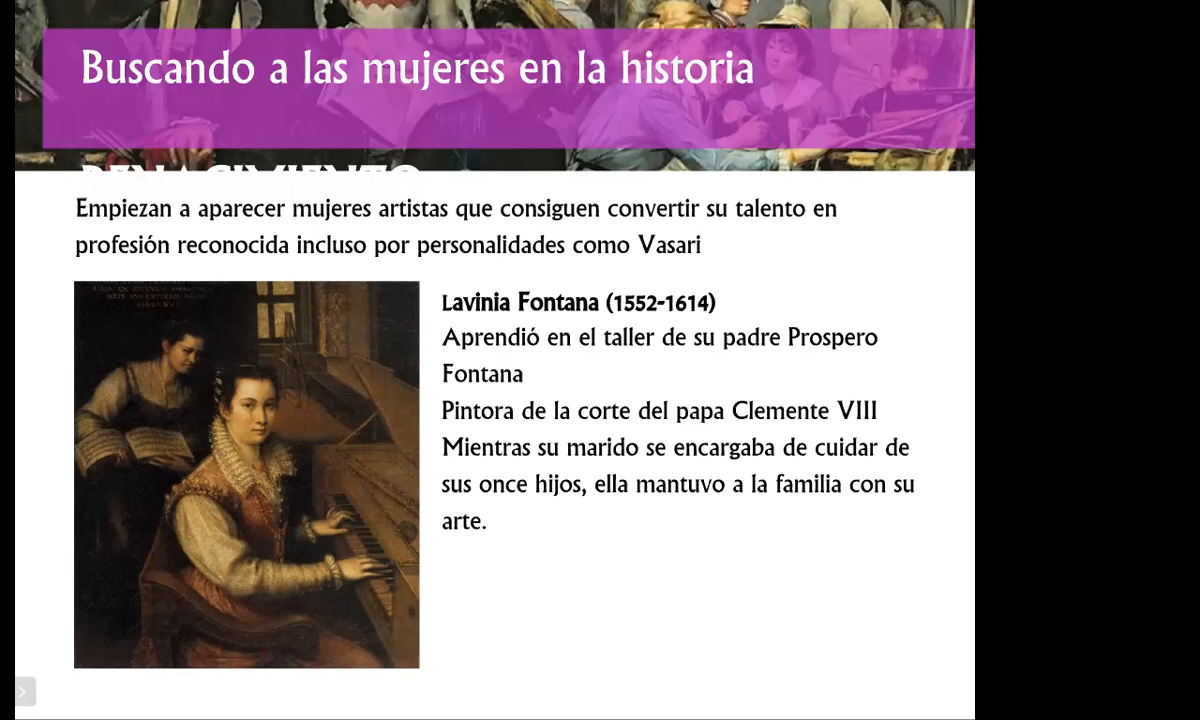 Buscando a las mujeres en la historia
RENACIMIENTO
Empiezan a aparecer mujeres artistas que consiguen convertir su talento en
profesión reconocida incluso por personalidades como Vasari
Lavinia Fontana (1552-1614)
Aprendió en el taller de su padre Prospero
Fontana
Pintora de la corte del papa Clemente VIII
Mientras su marido se encargaba de cuidar de
sus once hijos, ella mantuvo a la familia con su
arte.